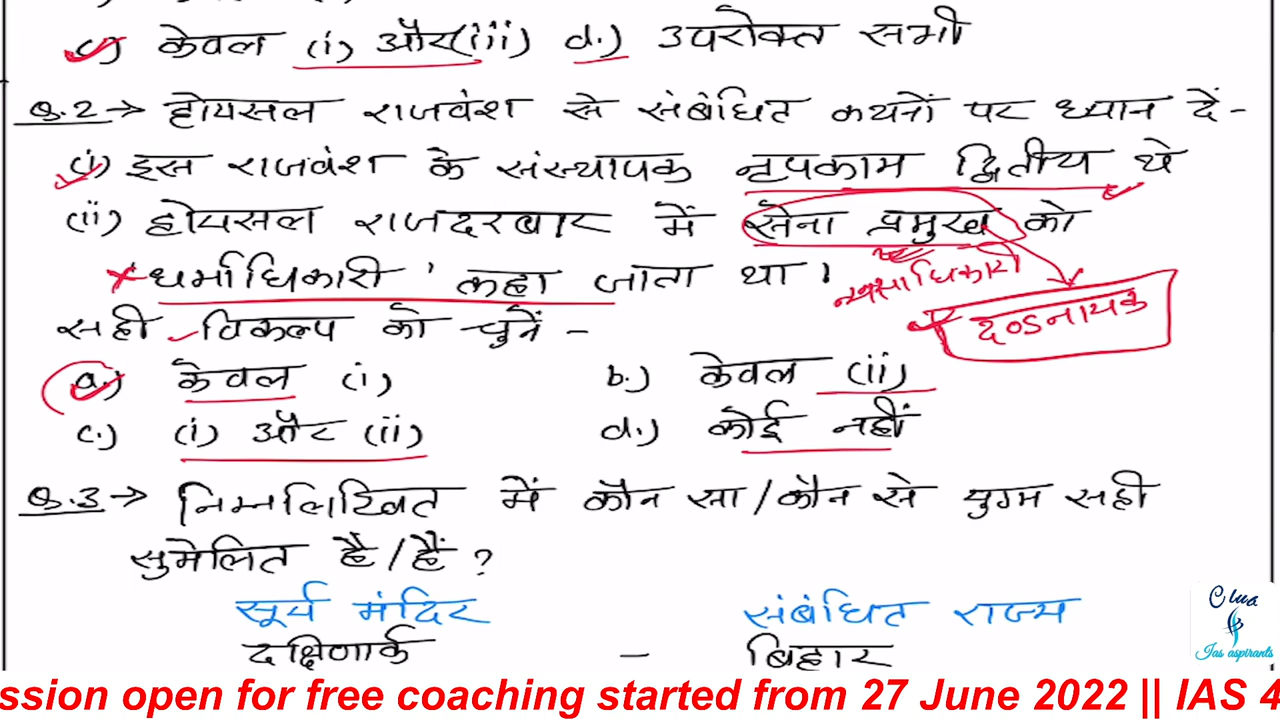 c) केवल (i) और (iii) d.) उपरोक्त सभी
Q.2→ होयसल राजवंश से संबंधित कथनों पर ध्यान दें-
(i) इस राजवंश के संस्थापक नृपकाम द्वितीय थे
(ii) होयसल राजदरबार में सेना प्रमुख को
धर्माधिकारी' कहा जाता था।
दण्डनायक
सही विकल्प को चुनें -
a.) केवल (i) b.) केवल (ii)
c.) (i) और (ii) d.) कोई नहीं
Q.3→ निम्नलिखित में कौन सा/कौन से युग्म सही
सुमेलित है/हैं?
सूर्य मंदिर संबंधित राज्य
दक्षिणार्क - बिहार
Clue
Ias aspirants
ssion open for free coaching started from 27 June 2022 || IAS 4